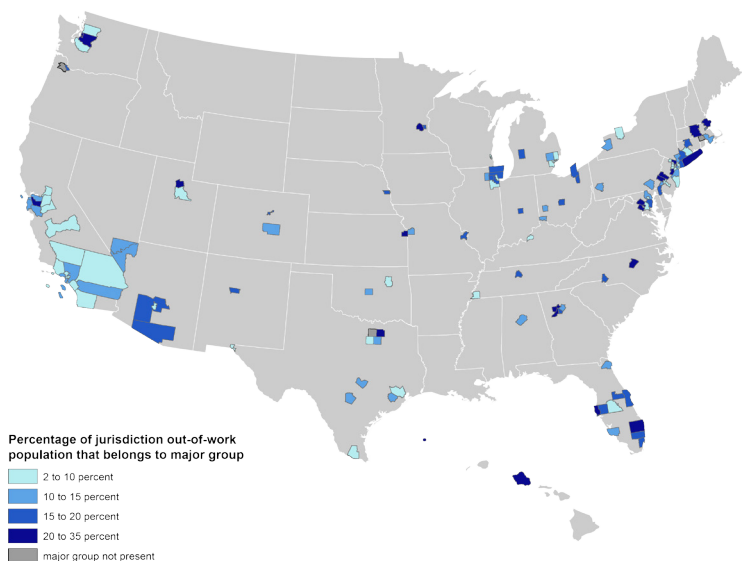 Percentage of jurisdiction out-of-work
population that belongs to major group
2 to 10 percent
10 to 15 percent
15 to 20 percent
20 to 35 percent
major group not present